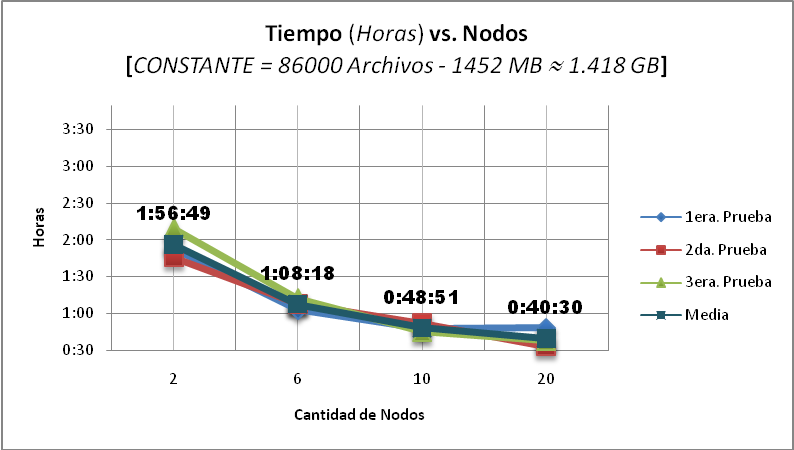 Tiempo (Horas) vs. Nodos
[CONSTANTE = 86000 Archivos - 1452 MB ≈ 1.418 GB]
3:30
3:00
2:30
2:00
1:30
1:00
0:30
Horas
1:56:49
1:08:18
0:48:51
0:40:30
2 6 10 20
Cantidad de Nodos
1era. Prueba
2da. Prueba
3era. Prueba
Media